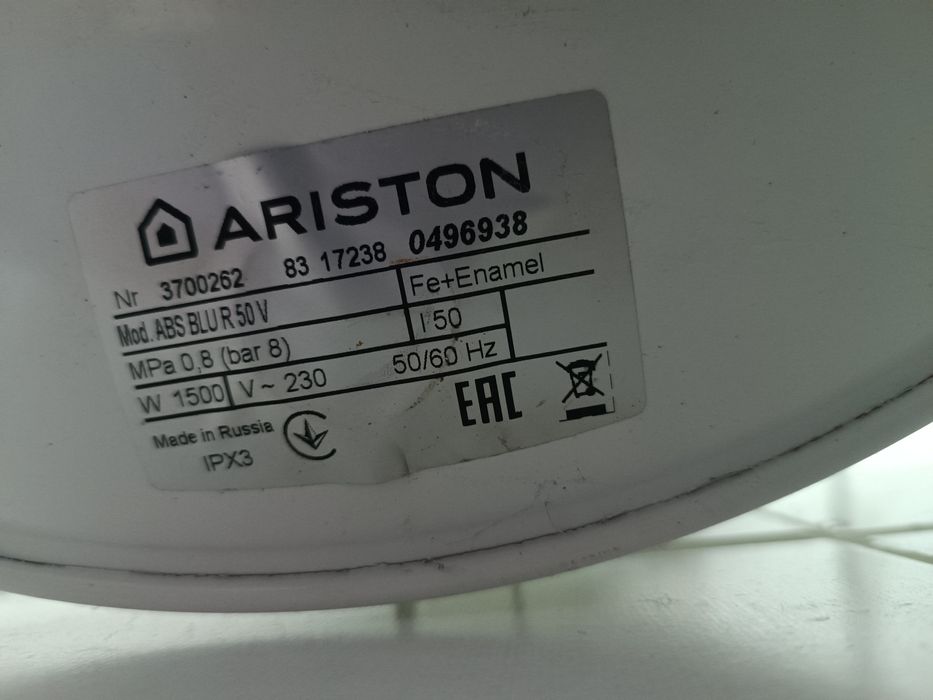 ARISTON
Nr 3700262 83 17238 0496938
Mod. ABS BLU R 50 V Fe+Enamel
MPa 0,8 (bar 8) l 50
W 1500 V ~ 230 50/60 Hz
Made in Russia EAC
IPX3